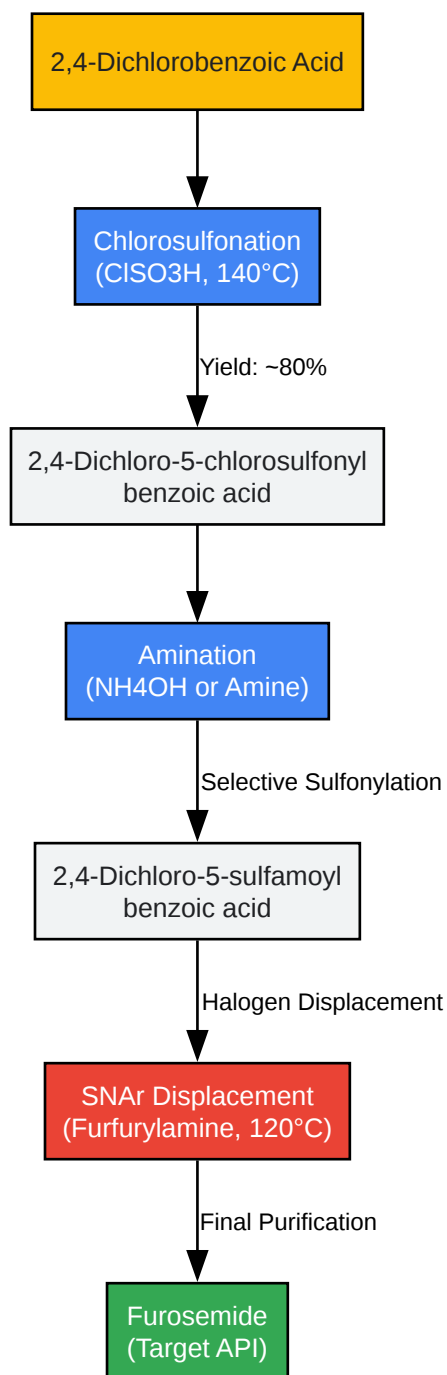 2,4-Dichlorobenzoic Acid
Chlorosulfonation
(ClSO3H, 140°C)
Yield: ~80%
2,4-Dichloro-5-chlorosulfonyl
benzoic acid
Amination
(NH4OH or Amine)
Selective Sulfonylation
2,4-Dichloro-5-sulfamoyl
benzoic acid
Halogen Displacement
SNAr Displacement
(Furfurylamine, 120°C)
Final Purification
Furosemide
(Target API)